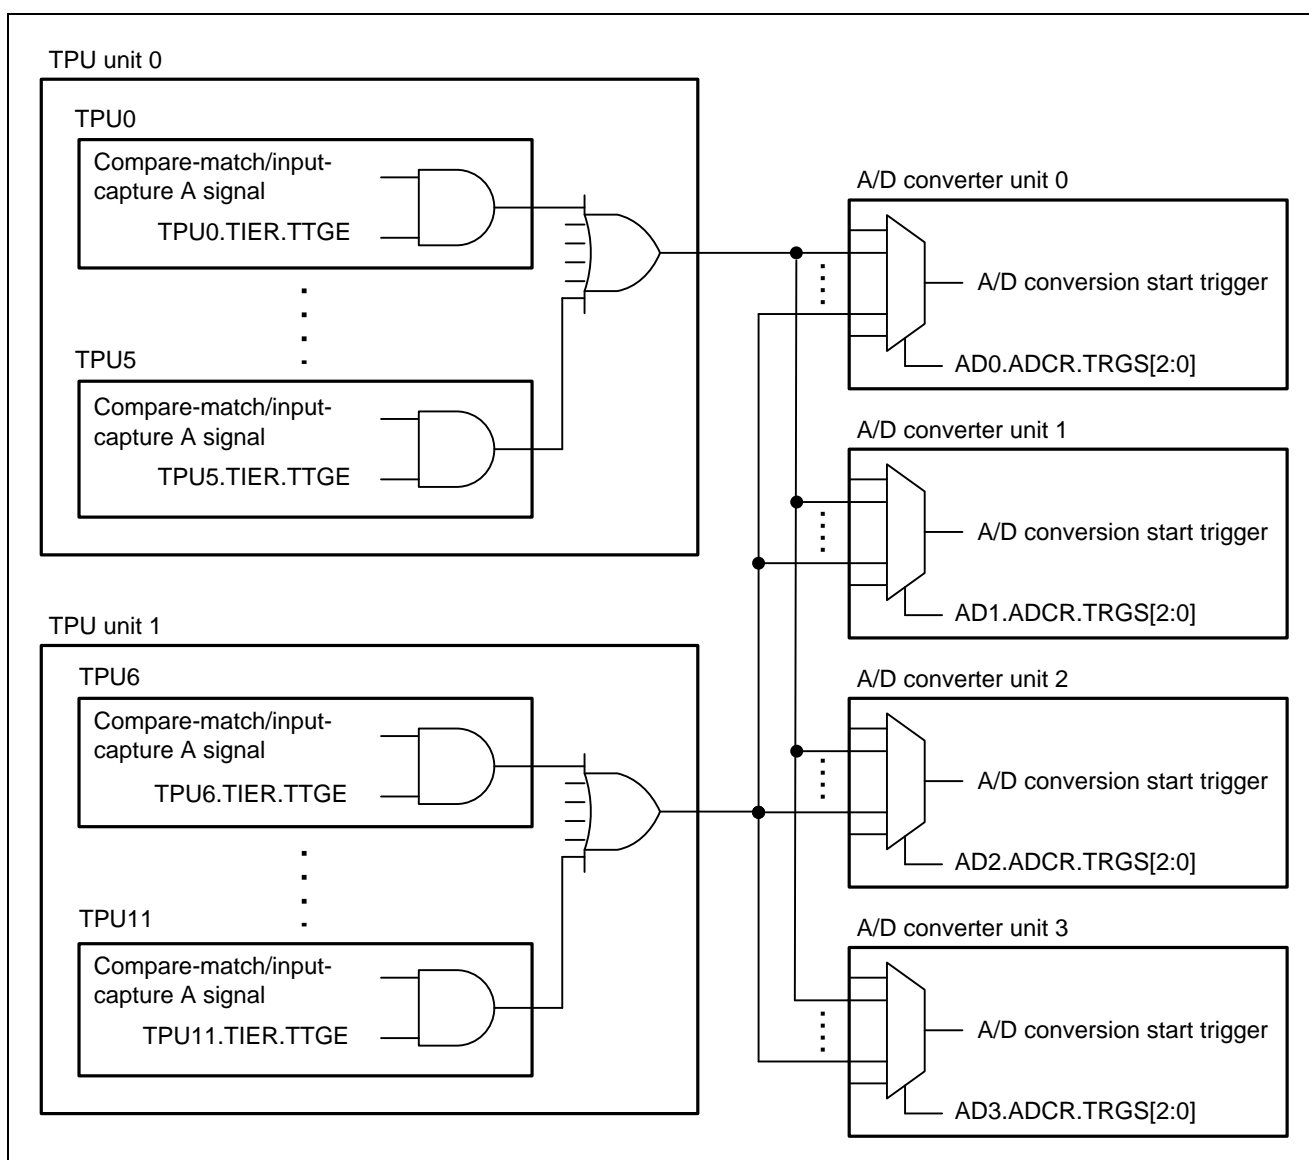 TPU unit 0
TPU0
Compare-match/input-
capture A signal
TPU0.TIER.TTGE
TPU5
Compare-match/input-
capture A signal
TPU5.TIER.TTGE
TPU unit 1
TPU6
Compare-match/input-
capture A signal
TPU6.TIER.TTGE
TPU11
Compare-match/input-
capture A signal
TPU11.TIER.TTGE
A/D converter unit 0
A/D conversion start trigger
AD0.ADCR.TRGS[2:0]
A/D converter unit 1
A/D conversion start trigger
AD1.ADCR.TRGS[2:0]
A/D converter unit 2
A/D conversion start trigger
AD2.ADCR.TRGS[2:0]
A/D converter unit 3
A/D conversion start trigger
AD3.ADCR.TRGS[2:0]